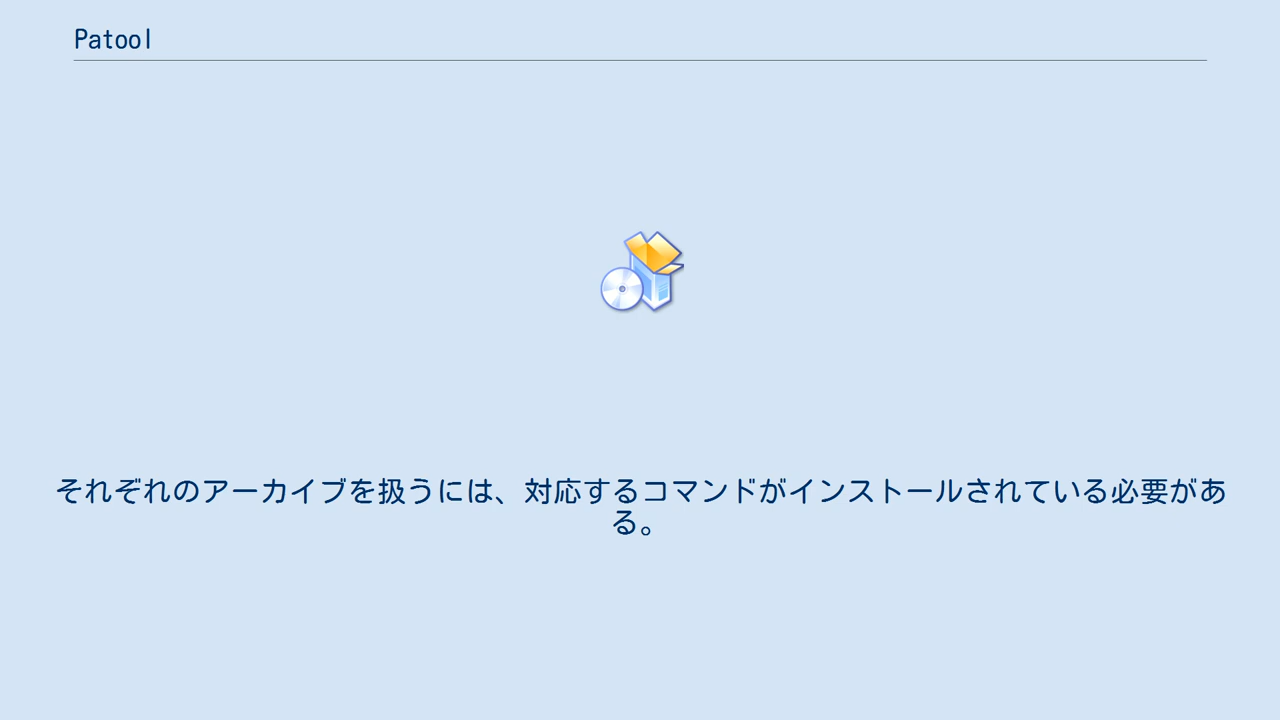 Patool
それぞれのアーカイブを扱うには、対応するコマンドがインストールされている必要があ
る。